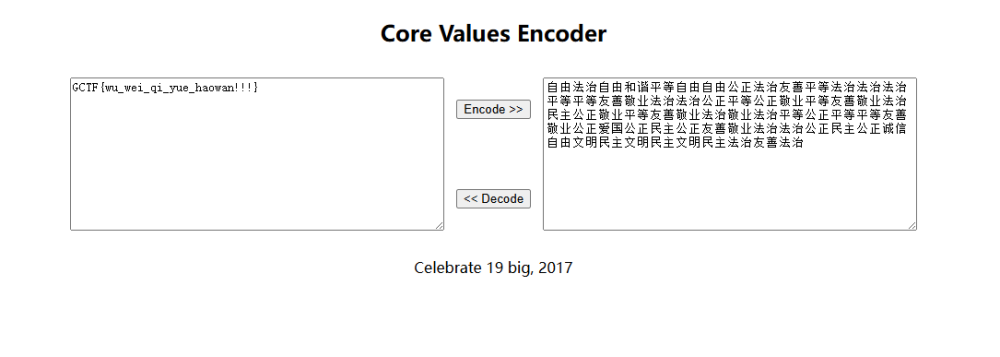 Core Values Encoder
GCTF{wu_wei_qi_yue_haowan!!!}
自由法治自由和谐平等自由自由公正法治友善平等法治法治法治
平等平等友善敬业法治法治公正平等公正敬业平等友善敬业法治
民主公正敬业平等友善敬业法治敬业法治平等公正平等平等友善
敬业公正爱国公正民主公正友善敬业法治法治公正民主公正诚信
自由文明民主文明民主文明民主法治友善法治
Encode >>
<< Decode
Celebrate 19 big, 2017